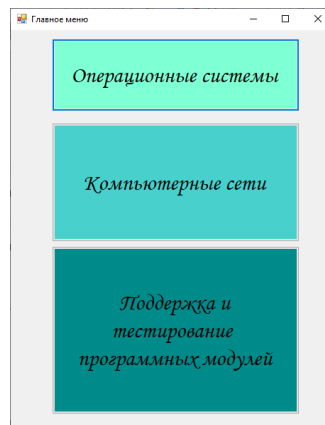 Главное меню
Операционные системы
Компьютерные сети
Поддержка и
тестирование
программных модулей